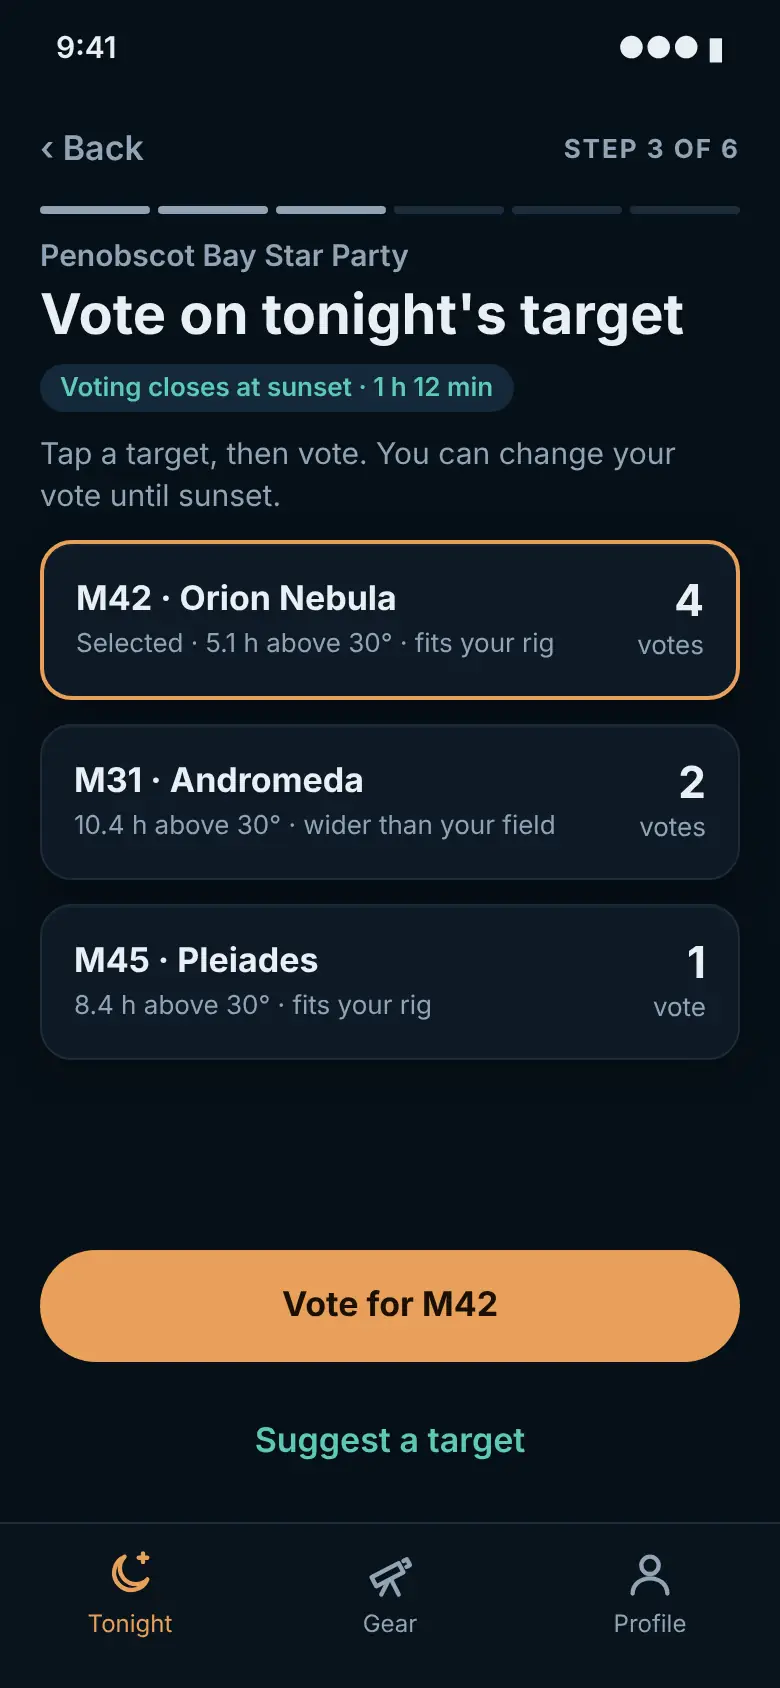 9:41
‹ Back
STEP 3 OF 6
Penobscot Bay Star Party
Vote on tonight's target
Voting closes at sunset · 1 h 12 min
Tap a target, then vote. You can change your
vote until sunset.
M42 · Orion Nebula
4
Selected · 5.1 h above 30° · fits your rig
votes
M31 · Andromeda
2
10.4 h above 30° · wider than your field
votes
M45 · Pleiades
1
8.4 h above 30° · fits your rig
vote
Vote for M42
Suggest a target
Tonight
Gear
Profile